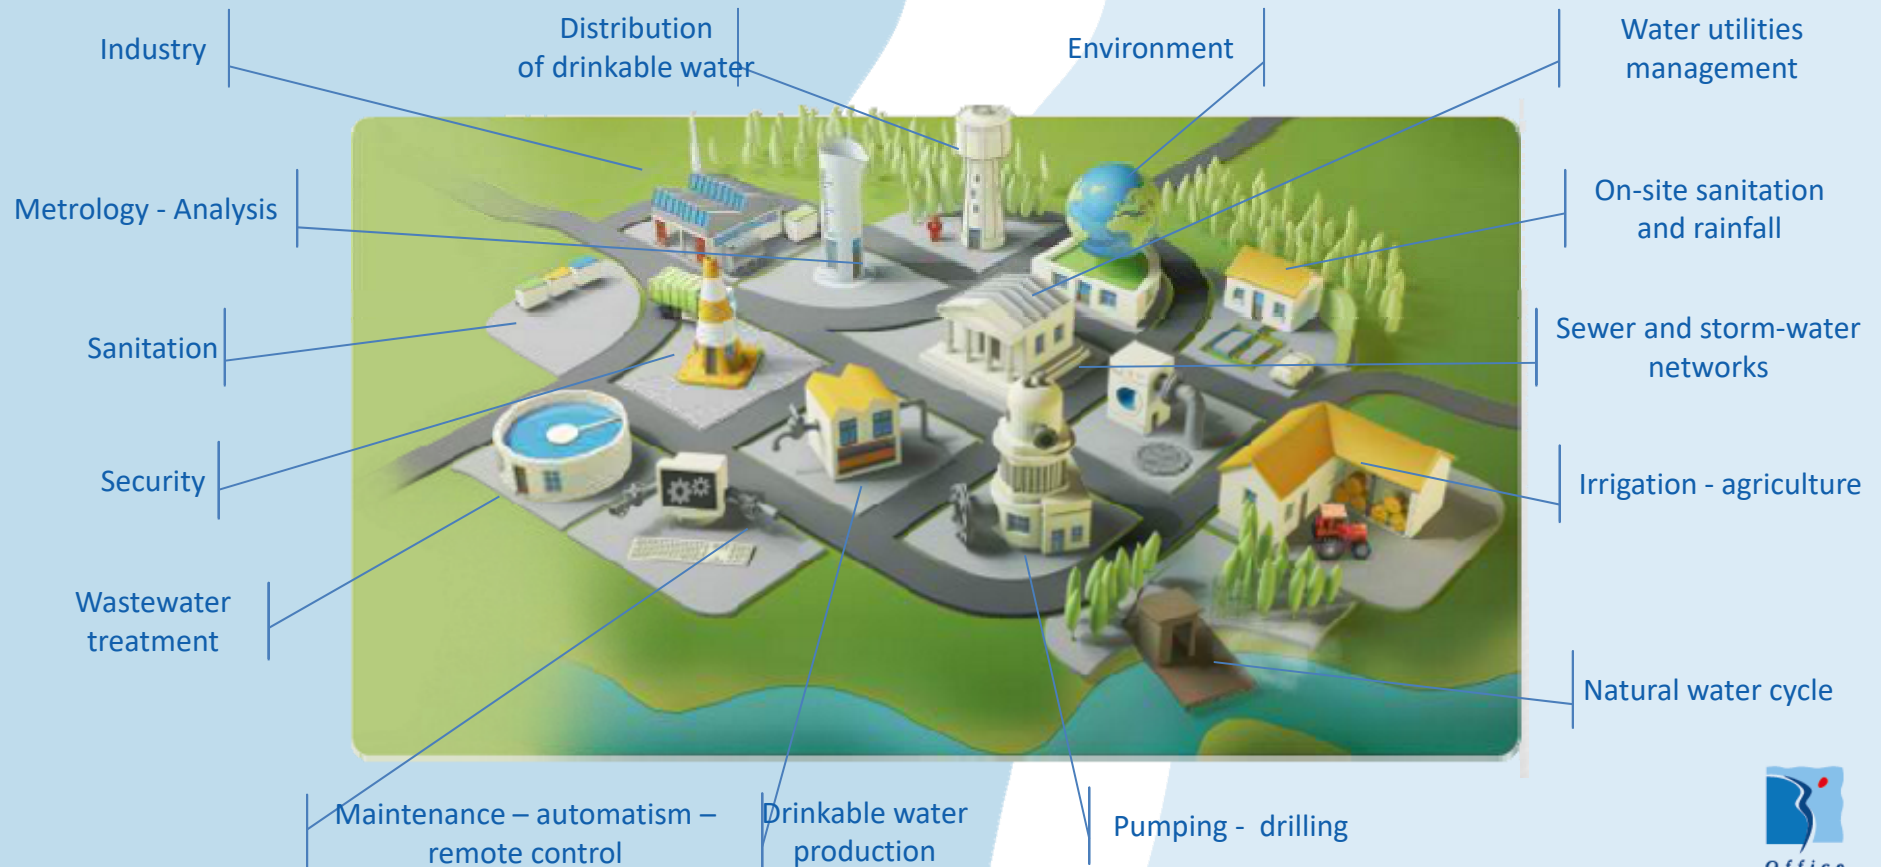 Industry
Distribution
of drinkable water
Environment
Water utilities
management
Metrology - Analysis
On-site sanitation
and rainfall
Sanitation
Sewer and storm-water
networks
Security
Irrigation - agriculture
Wastewater
treatment
Natural water cycle
Maintenance – automatism –
remote control
Drinkable water
production
Pumping - drilling
Office